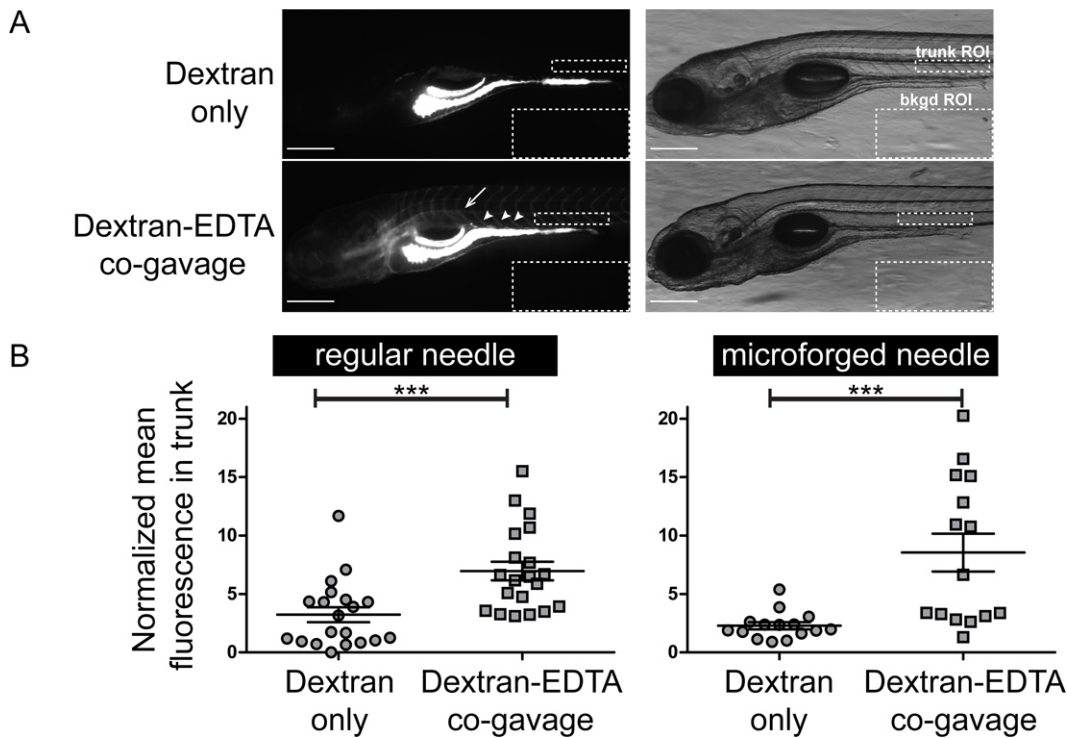 A
Dextran
only
trunk ROI
bkgd ROI
Dextran-EDTA
co-gavage
B
regular needle
microforged needle
Normalized mean
fluorescence in trunk
20
15
10
5
0
***
Dextran
only
Dextran-EDTA
co-gavage
20
15
10
5
0
***
Dextran
only
Dextran-EDTA
co-gavage